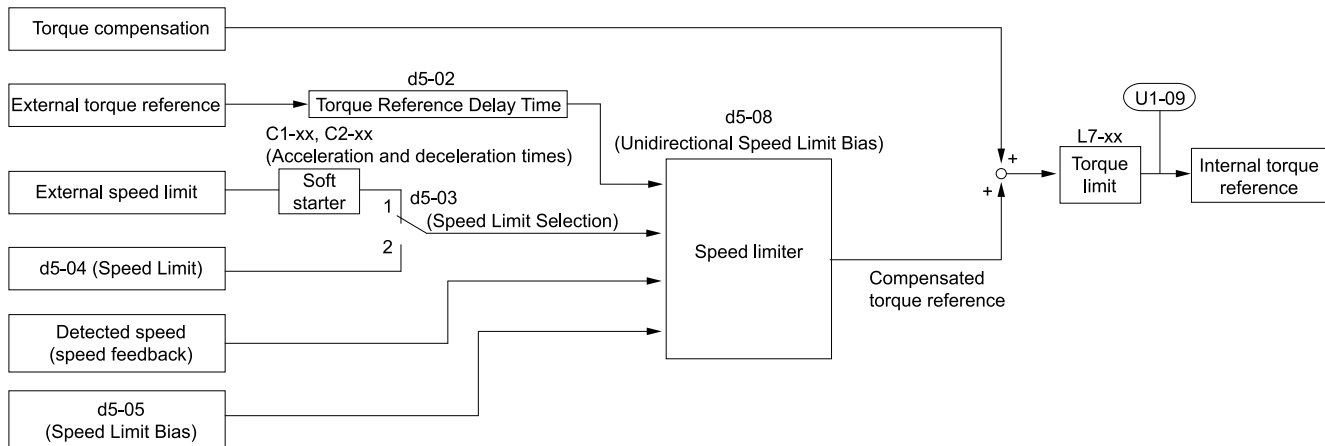 Torque compensation
External torque reference
d5-02
Torque Reference Delay Time
C1-xx, C2-xx
(Acceleration and deceleration times)
External speed limit
Soft
starter
1
d5-03
(Speed Limit Selection)
2
d5-04 (Speed Limit)
Detected speed
(speed feedback)
d5-05
(Speed Limit Bias)
d5-08
(Unidirectional Speed Limit Bias)
Speed limiter
Compensated
torque reference
+
+
L7-xx
Torque
limit
U1-09
Internal torque
reference